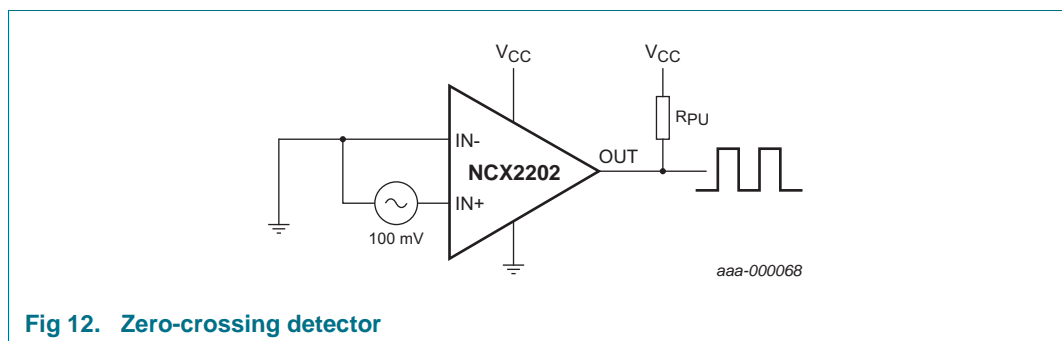 VCC
VCC
RPU
IN-
OUT
NCX2202
IN+
100 mV
aaa-000068
Fig 12. Zero-crossing detector